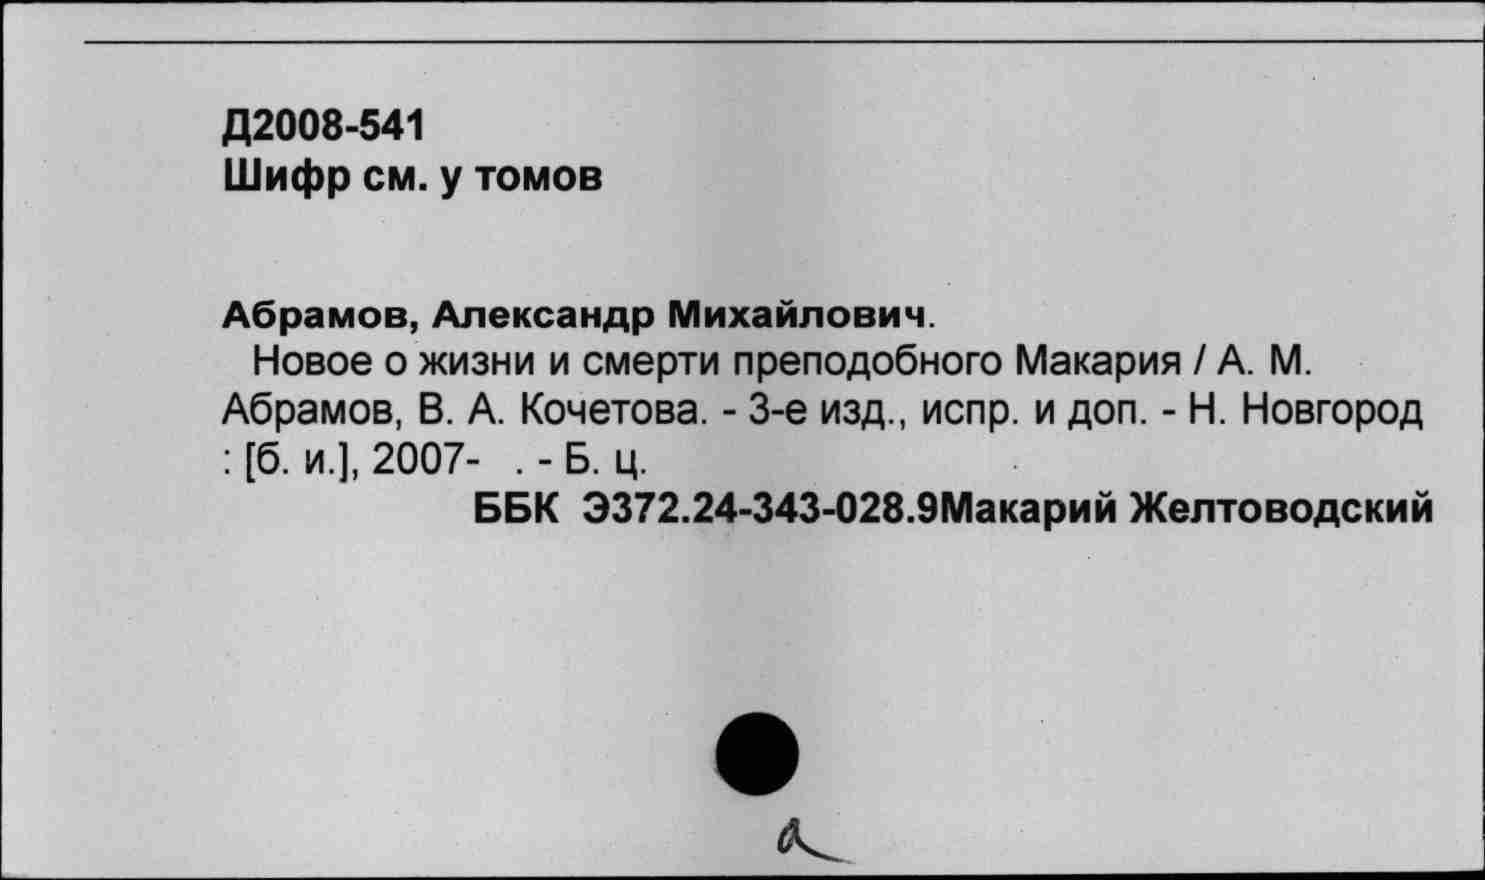 Д2008-541
Шифр см. у томов
Абрамов, Александр Михайлович.
Новое о жизни и смерти преподобного Макария / А. М.
Абрамов, В. А. Кочетова. - 3-е изд., испр. и доп. - Н. Новгород
: [б. и.], 2007-   . - Б. ц.
ББК Э372.24-343-028.9Макарий Желтоводский